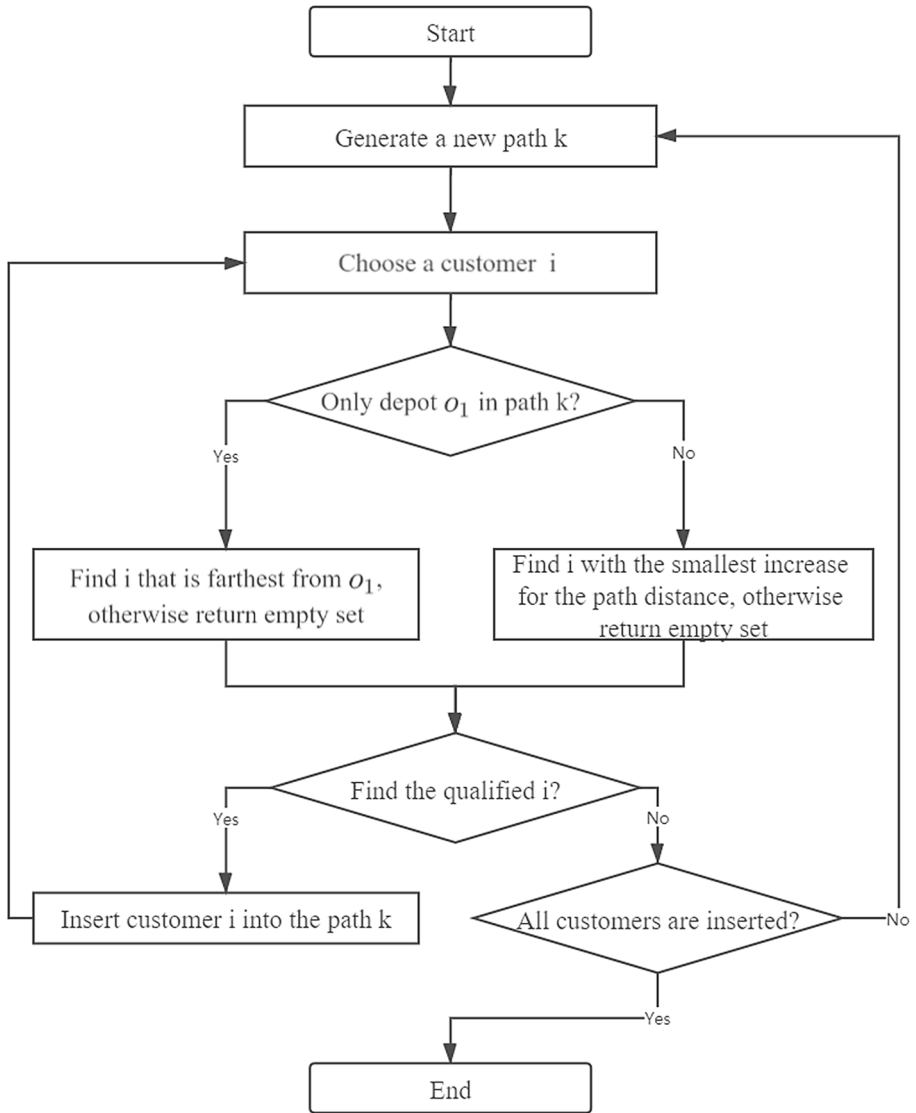 Start
Generate a new path k
Choose a customer i
Only depot o₁ in path k?
Yes
No
Find i that is farthest from o₁,
otherwise return empty set
Find i with the smallest increase
for the path distance, otherwise
return empty set
Find the qualified i?
Yes
No
Insert customer i into the path k
All customers are inserted?
No
Yes
End